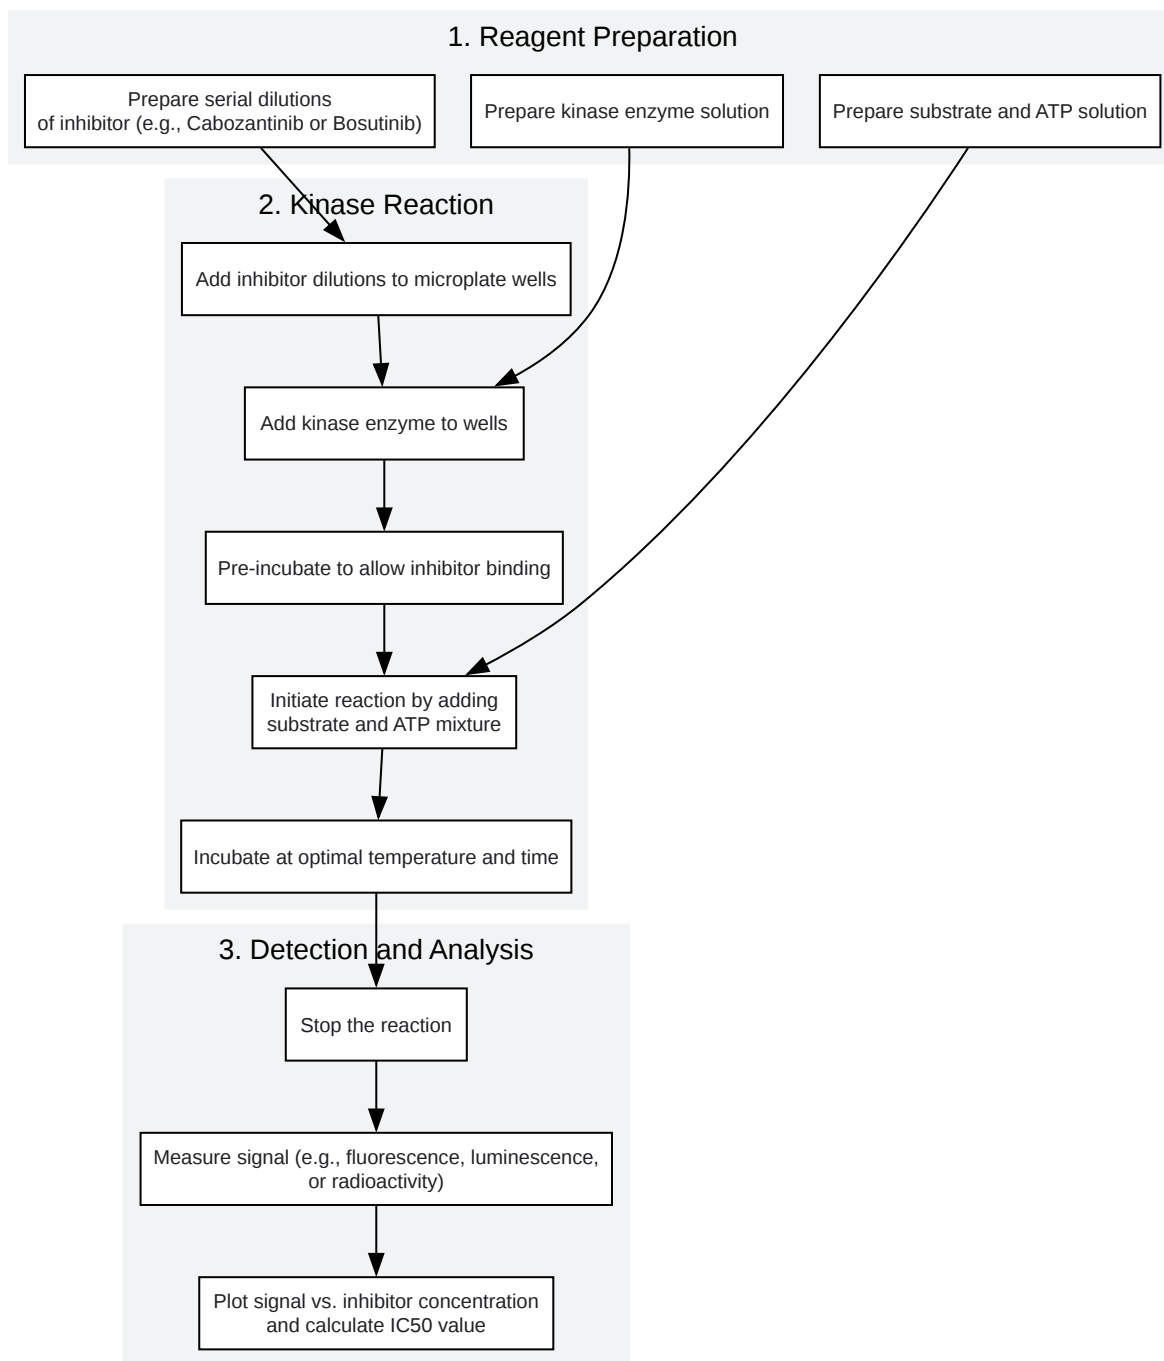 1. Reagent Preparation
Prepare serial dilutions
of inhibitor (e.g., Cabozantinib or Bosutinib)
Prepare kinase enzyme solution
Prepare substrate and ATP solution
2. Kinase Reaction
Add inhibitor dilutions to microplate wells
Add kinase enzyme to wells
Pre-incubate to allow inhibitor binding
Initiate reaction by adding
substrate and ATP mixture
Incubate at optimal temperature and time
3. Detection and Analysis
Stop the reaction
Measure signal (e.g., fluorescence, luminescence,
or radioactivity)
Plot signal vs. inhibitor concentration
and calculate IC50 value